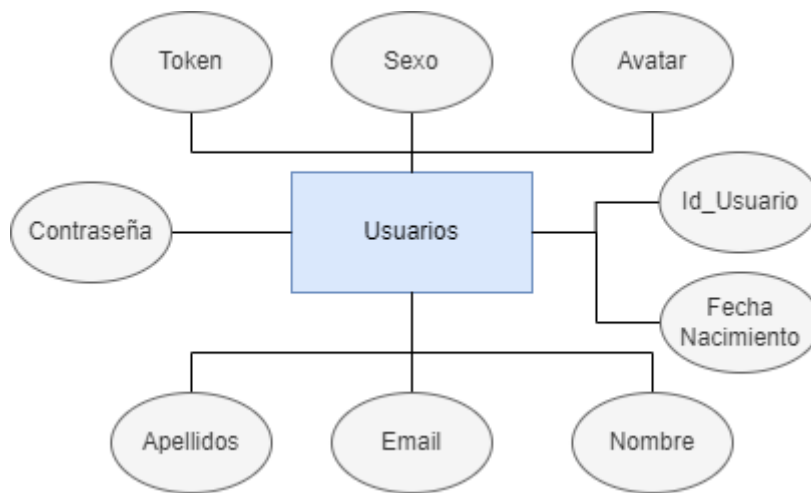 Token
Sexo
Avatar
Contraseña
Usuarios
Id_Usuario
Fecha
Nacimiento
Apellidos
Email
Nombre